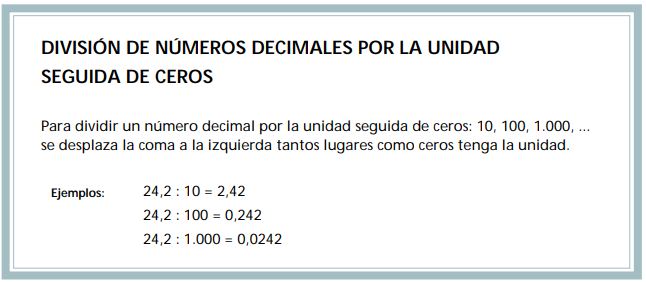 DIVISIÓN DE NÚMEROS DECIMALES POR LA UNIDAD
SEGUIDA DE CEROS
Para dividir un número decimal por la unidad seguida de ceros: 10, 100, 1.000, ...
se desplaza la coma a la izquierda tantos lugares como ceros tenga la unidad.
Ejemplos: 24,2 : 10 = 2,42
24,2 : 100 = 0,242
24,2 : 1.000 = 0,0242